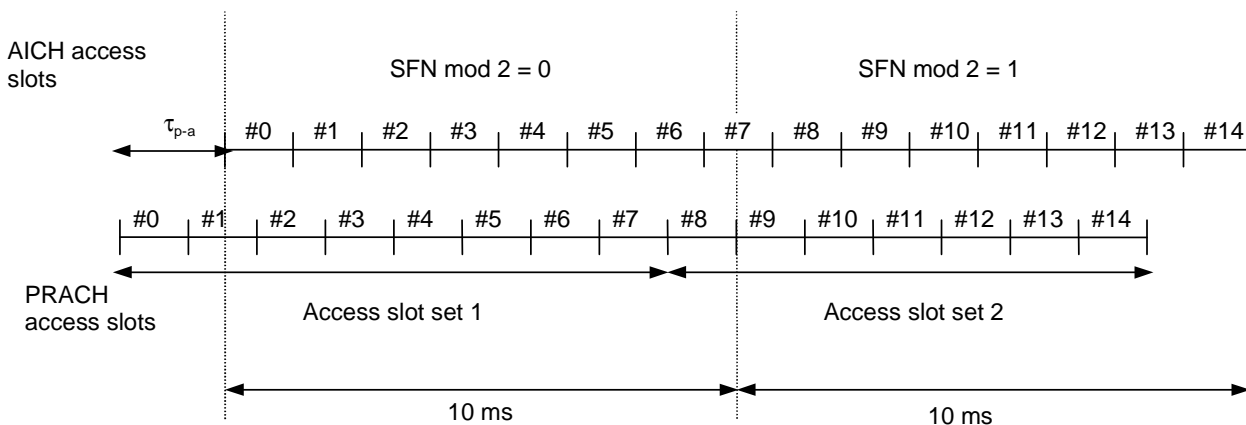 AICH access
slots
SFN mod 2 = 0
SFN mod 2 = 1
τp-a
#0 #1 #2 #3 #4 #5 #6 #7 #8 #9 #10 #11 #12 #13 #14
#0 #1 #2 #3 #4 #5 #6 #7 #8 #9 #10 #11 #12 #13 #14
PRACH
access slots
Access slot set 1
Access slot set 2
10 ms
10 ms